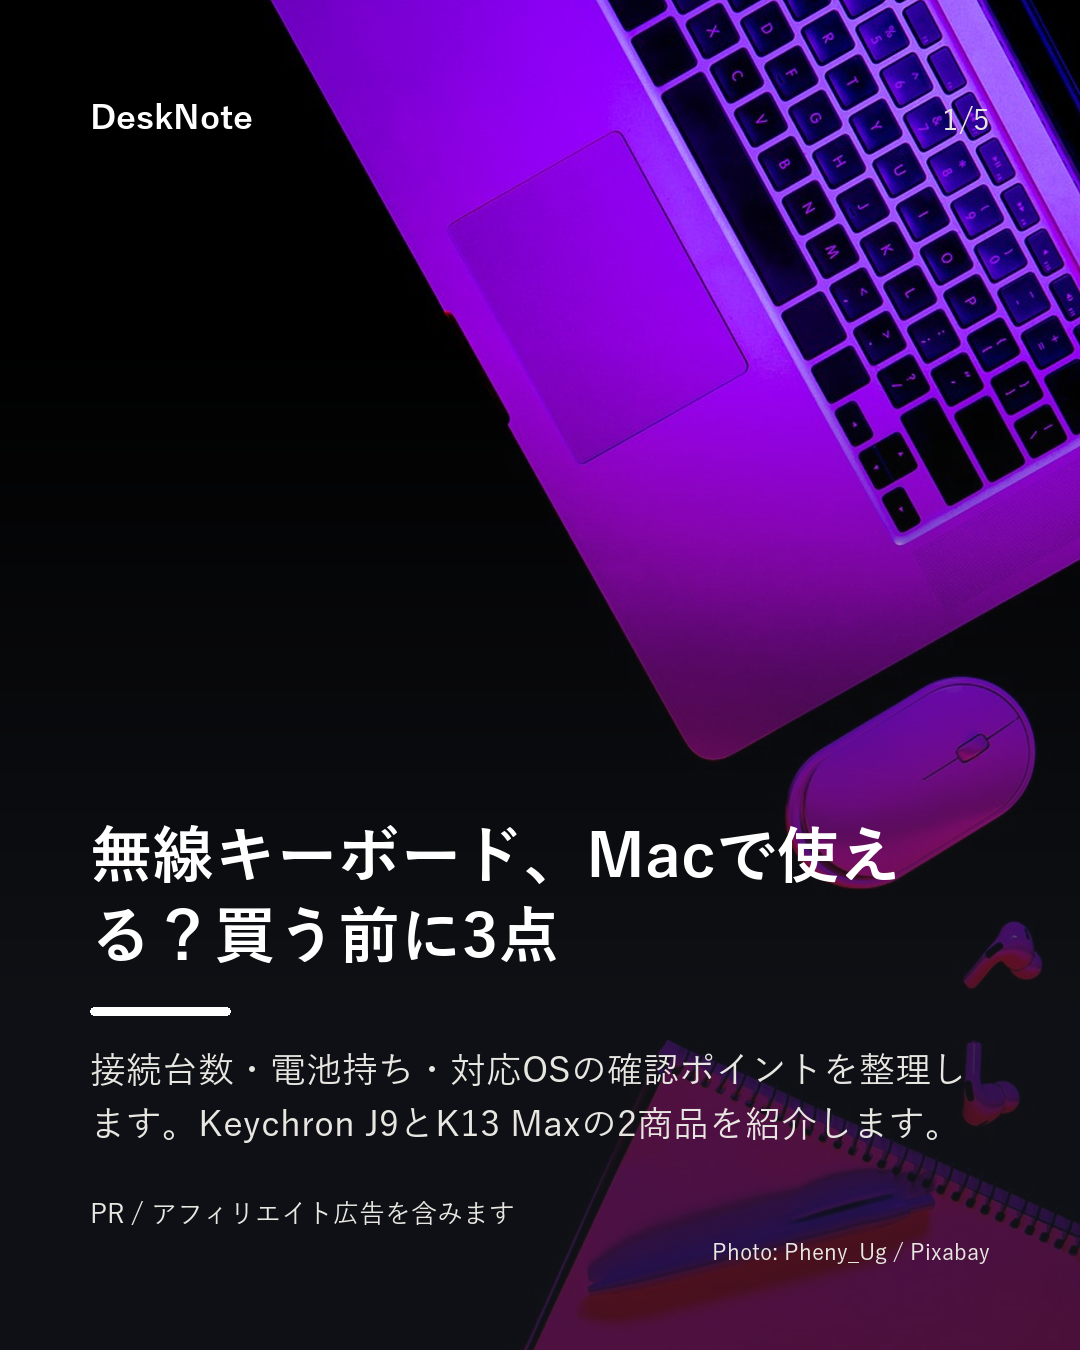 DeskNote
1/5
無線キーボード、Macで使え
る？買う前に3点
接続台数・電池持ち・対応OSの確認ポイントを整理し
ます。Keychron J9とK13 Maxの2商品を紹介します。
PR / アフィリエイト広告を含みます
Photo: Pheny_Ug / Pixabay